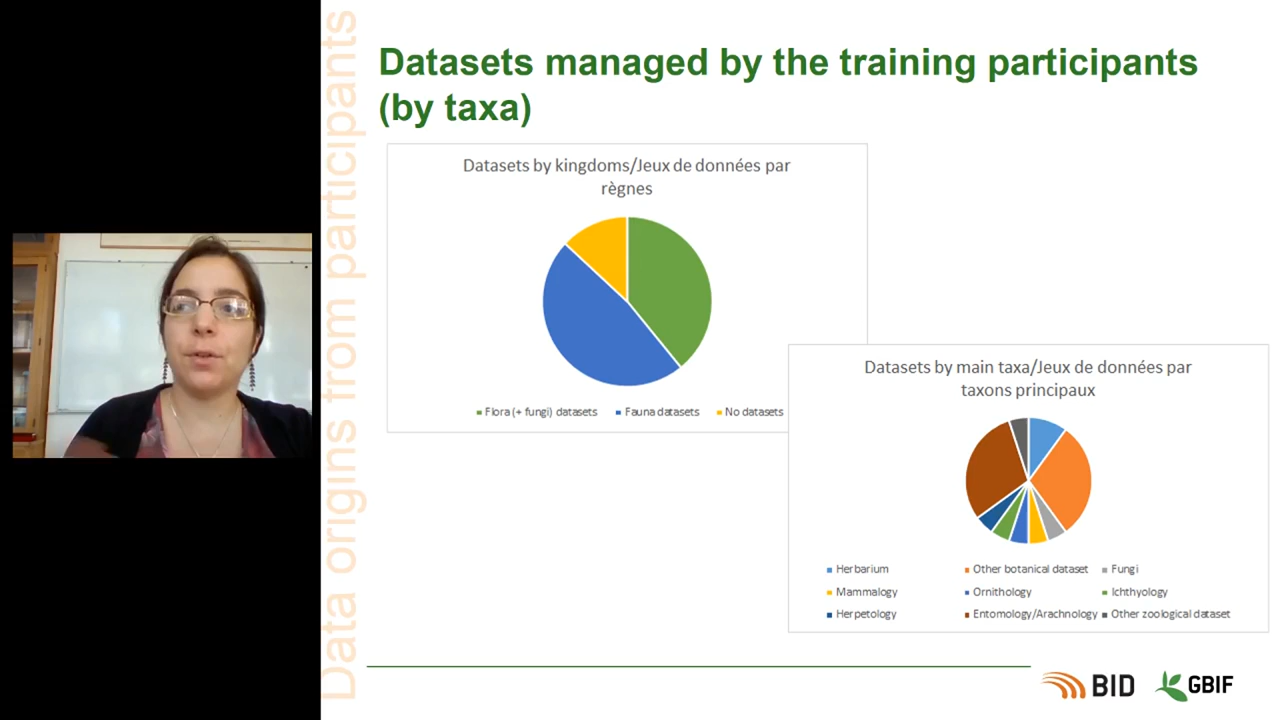 Data origins from participants
Datasets managed by the training participants
(by taxa)
Datasets by kingdoms/Jeux de données par
règnes
Flora (+ fungi) datasets
Fauna datasets
No datasets
Datasets by main taxa/Jeux de données par
taxons principaux
Herbarium
Other botanical dataset
Fungi
Mammalogy
Ornithology
Ichthyology
Herpetology
Entomology/Arachnology
Other zoological dataset
BID
GBIF